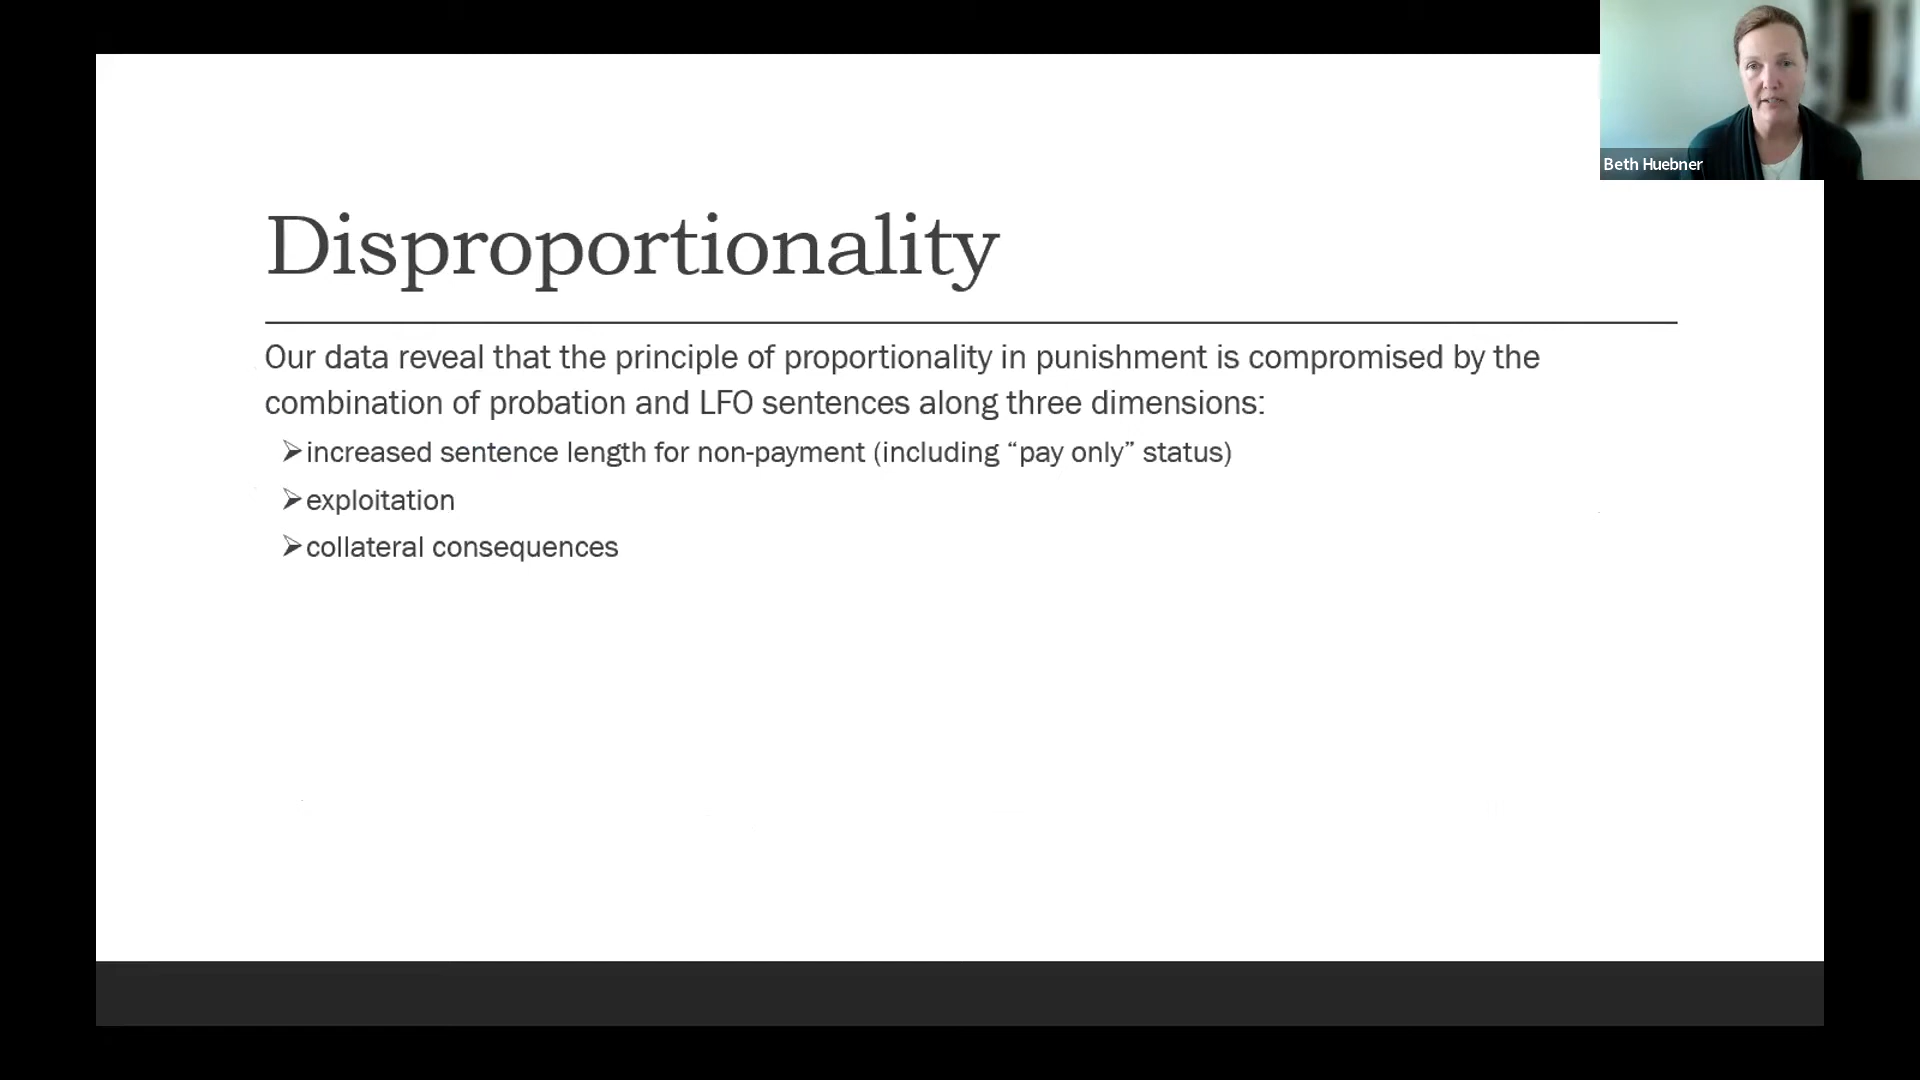 Beth Huebner
Disproportionality
Our data reveal that the principle of proportionality in punishment is compromised by the
combination of probation and LFO sentences along three dimensions:
➢increased sentence length for non-payment (including “pay only” status)
➢exploitation
➢collateral consequences